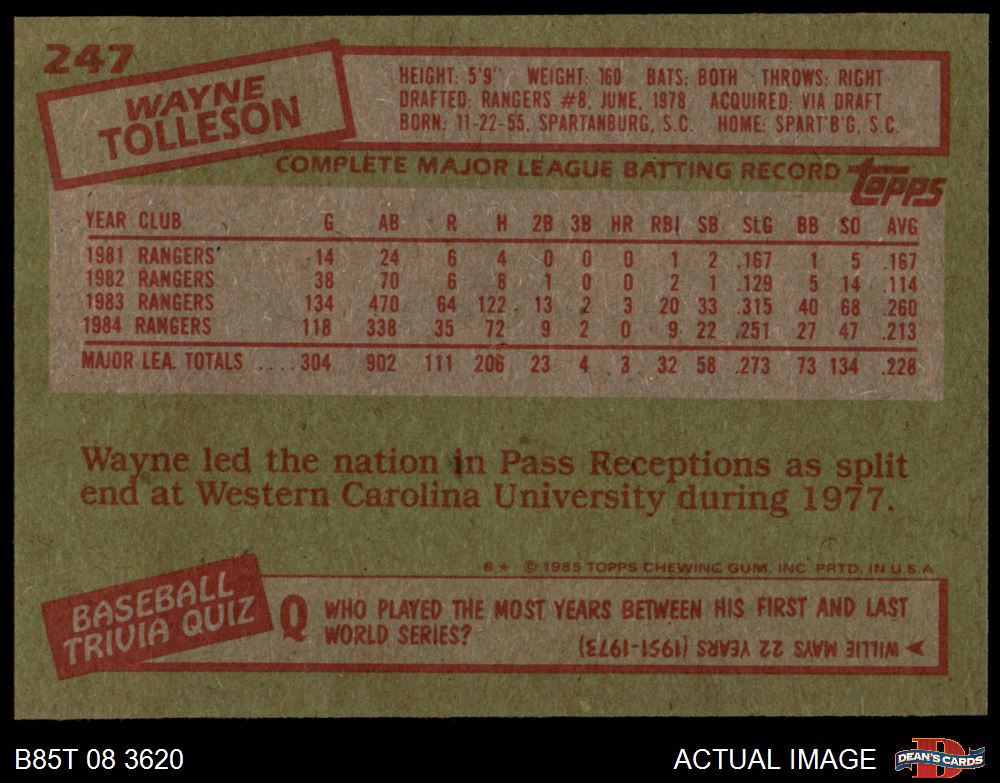 247
WAYNE
TOLLESON
HEIGHT: 5'9" WEIGHT: 160 BATS: BOTH THROWS: RIGHT
DRAFTED: RANGERS #8, JUNE, 1978 ACQUIRED: VIA DRAFT
BORN: 11-22-55, SPARTANBURG, S.C. HOME: SPART'B'G, S.C.
COMPLETE MAJOR LEAGUE BATTING RECORD
Topps
YEAR CLUB G AB R H 2B 3B HR RBI SB SLG BB SO AVG
1981 RANGERS 14 24 6 4 0 0 0 1 2 .167 1 5 .167
1982 RANGERS 38 70 6 8 1 0 0 2 1 .129 5 14 .114
1983 RANGERS 134 470 64 122 13 2 3 20 33 .315 40 68 .260
1984 RANGERS 118 338 35 72 9 2 0 9 22 .251 27 47 .213
MAJOR LEA. TOTALS ....304 902 111 206 23 4 3 32 58 .273 73 134 .228
Wayne led the nation in Pass Receptions as split
end at Western Carolina University during 1977.
B* © 1985 TOPPS CHEWING GUM, INC. PRTD. IN U.S.A
BASEBALL
TRIVIA QUIZ
Q WHO PLAYED THE MOST YEARS BETWEEN HIS FIRST AND LAST
WORLD SERIES?
WILLIE MAYS 22 YEARS (1951-1973)
B85T 08 3620
ACTUAL IMAGE
D
DEAN'S CARDS